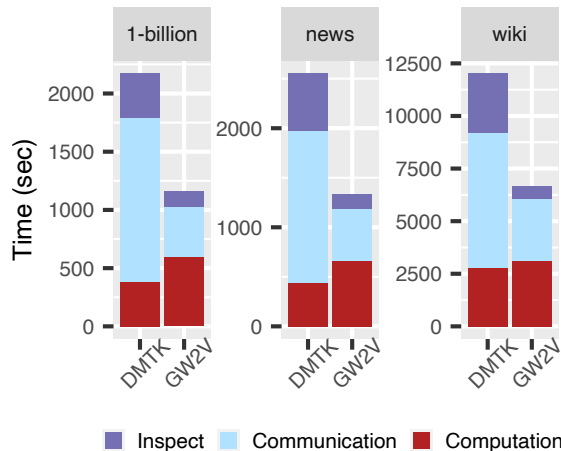 1-billion
news
wiki
Time (sec)
2000
1500
1000
500
0
2000
1000
0
12500
10000
7500
5000
2500
0
DMTK
GW2V
DMTK
GW2V
DMTK
GW2V
Inspect Communication Computation